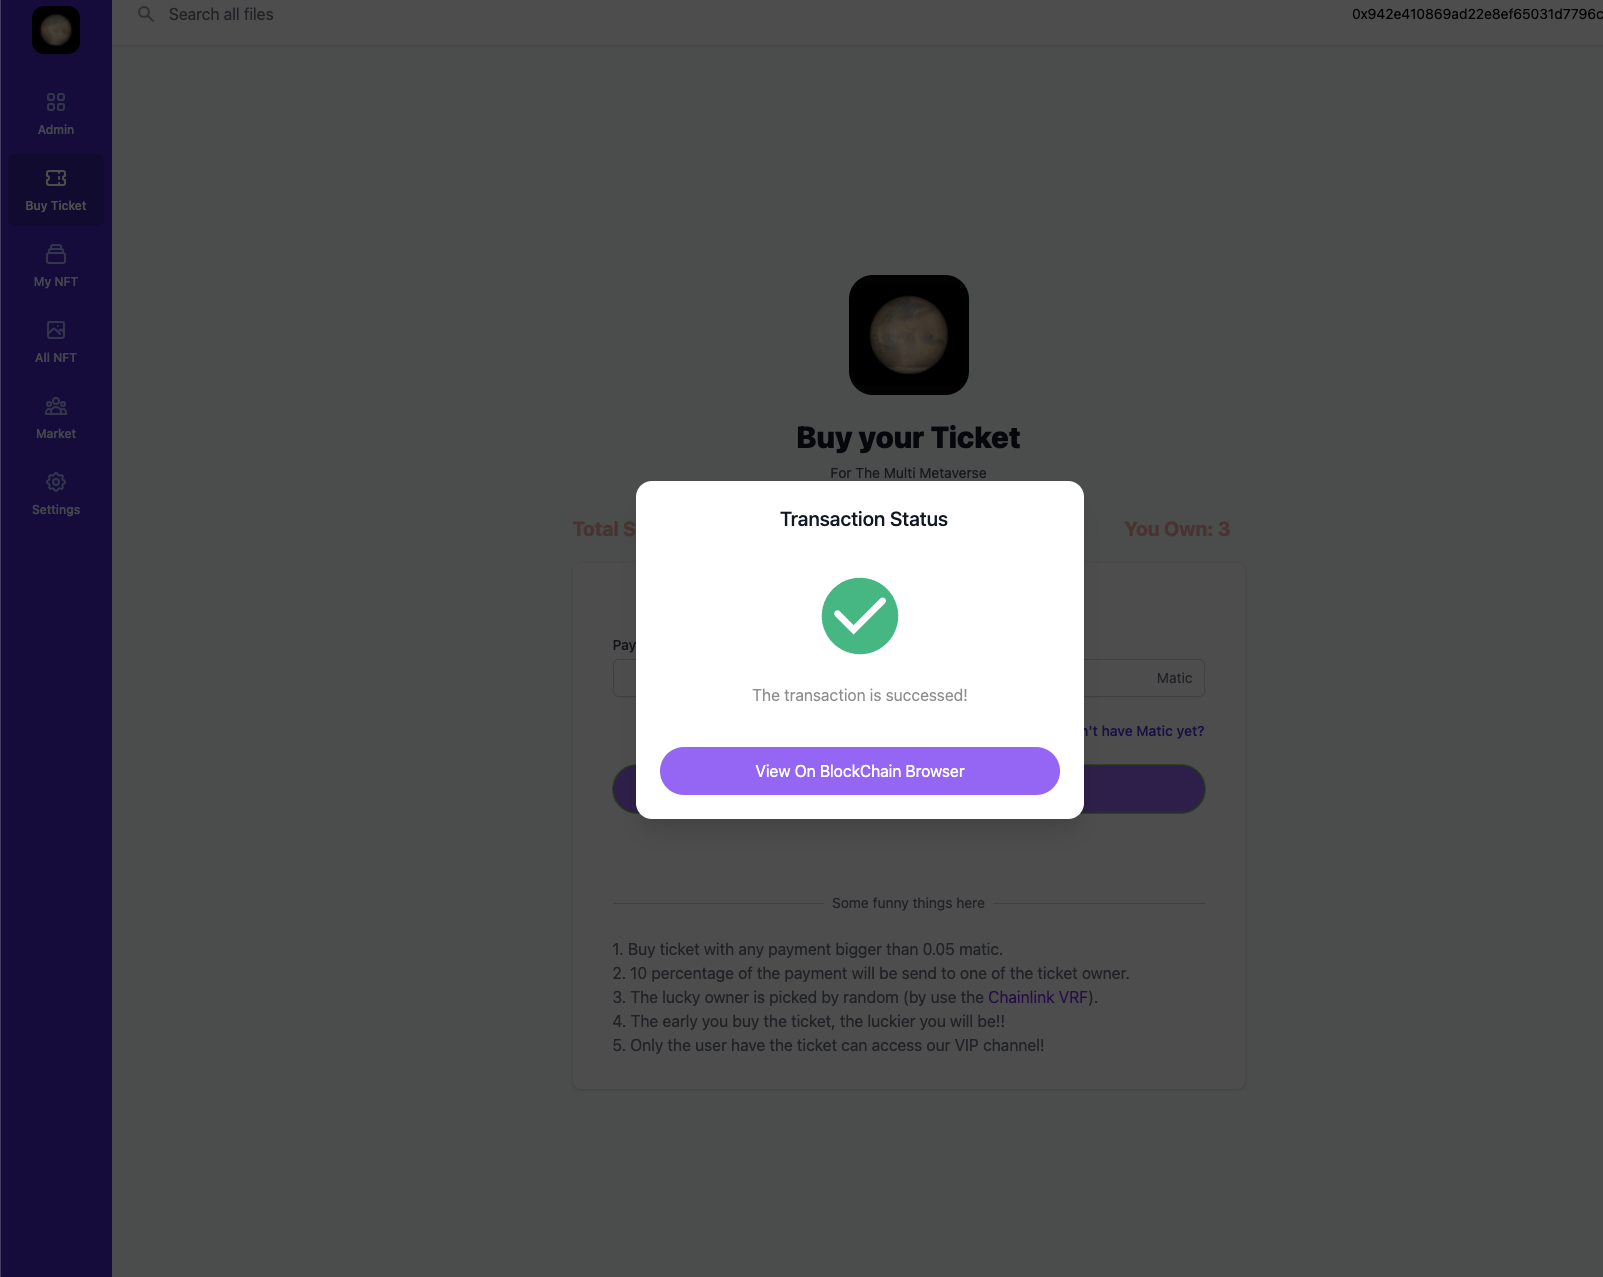 Search all files
0x942e410869ad22e8ef65031d7796c
Admin
Buy Ticket
My NFT
All NFT
Market
Settings
Buy your Ticket
For The Multi Metaverse
Total S
You Own: 3
Transaction Status
Pay
Matic
The transaction is successed!
n't have Matic yet?
View On BlockChain Browser
Some funny things here
1. Buy ticket with any payment bigger than 0.05 matic.
2. 10 percentage of the payment will be send to one of the ticket owner.
3. The lucky owner is picked by random (by use the Chainlink VRF).
4. The early you buy the ticket, the luckier you will be!!
5. Only the user have the ticket can access our VIP channel!